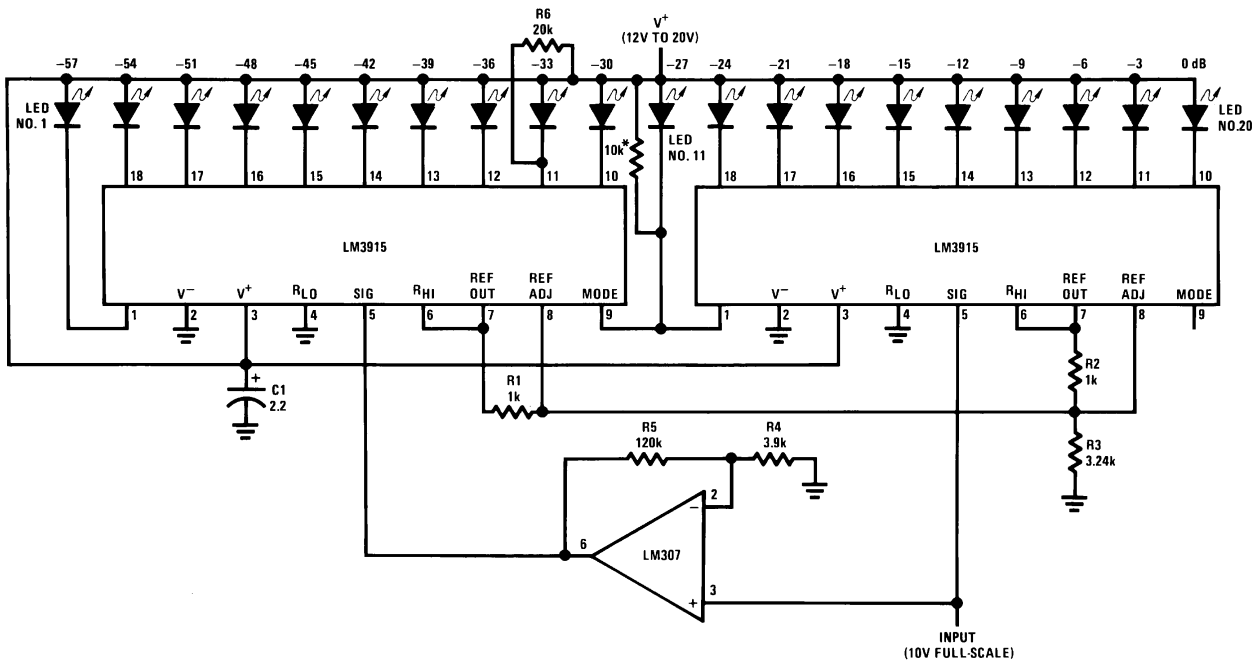 R6
20k
V+
(12V TO 20V)
−57 −54 −51 −48 −45 −42 −39 −36 −33 −30 −27 −24 −21 −18 −15 −12 −9 −6 −3 0 dB
LED
NO. 1
10k*
LED
NO. 11
LED
NO.20
18 17 16 15 14 13 12 11 10
18 17 16 15 14 13 12 11 10
LM3915
LM3915
V− V+ RLO SIG RHI REF OUT REF ADJ MODE
V− V+ RLO SIG RHI REF OUT REF ADJ MODE
1 2 3 4 5 6 7 8 9
1 2 3 4 5 6 7 8 9
+
C1
2.2
R1
1k
R2
1k
R3
3.24k
R5
120k
R4
3.9k
2
−
6
LM307
3
+
INPUT
(10V FULL-SCALE)